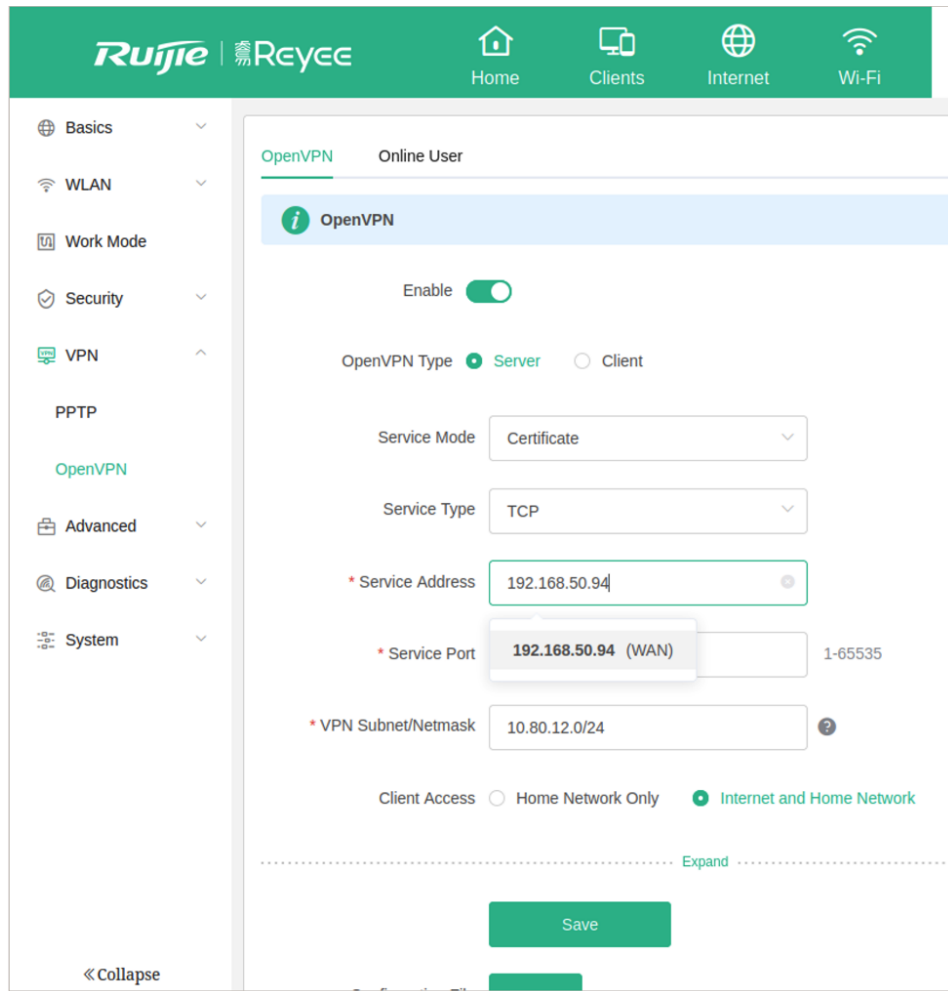 Ruijie | Reyee
Home Clients Internet Wi-Fi
Basics
WLAN
Work Mode
Security
VPN
PPTP
OpenVPN
Advanced
Diagnostics
System
«Collapse
OpenVPN Online User
i OpenVPN
Enable
OpenVPN Type Server Client
Service Mode Certificate
Service Type TCP
* Service Address 192.168.50.94
192.168.50.94 (WAN)
* Service Port 1-65535
* VPN Subnet/Netmask 10.80.12.0/24 ?
Client Access Home Network Only Internet and Home Network
Expand
Save